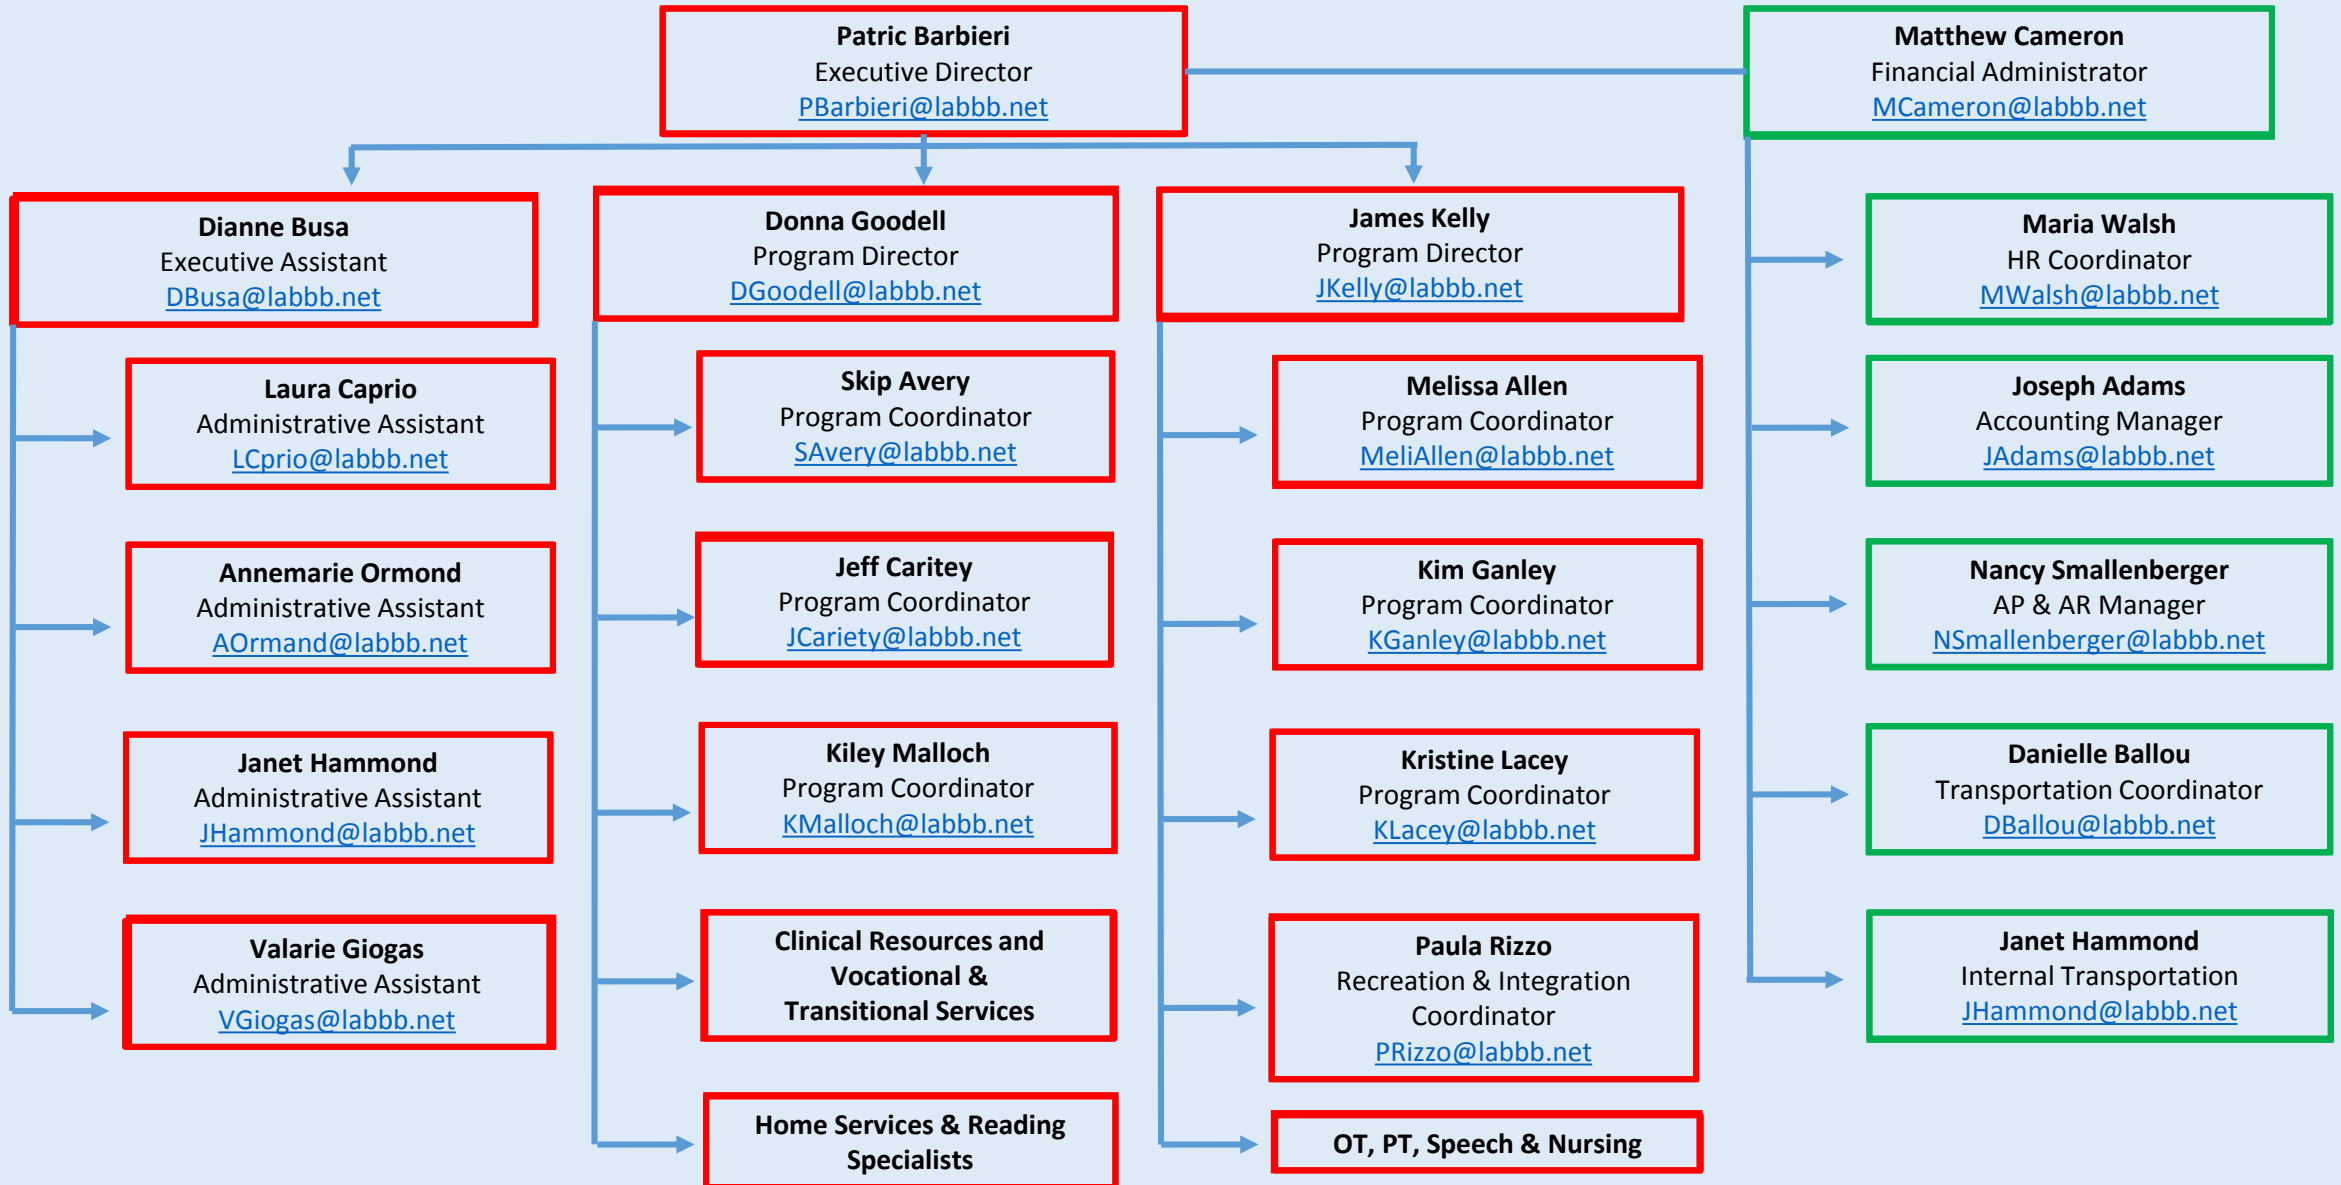 Patric Barbieri
Executive Director
PBarbieri@labbb.net
Matthew Cameron
Financial Administrator
MCameron@labbb.net
Dianne Busa
Executive Assistant
DBusa@labbb.net
Donna Goodell
Program Director
DGoodell@labbb.net
James Kelly
Program Director
JKelly@labbb.net
Maria Walsh
HR Coordinator
MWalsh@labbb.net
Laura Caprio
Administrative Assistant
LCprio@labbb.net
Skip Avery
Program Coordinator
SAvery@labbb.net
Melissa Allen
Program Coordinator
MeliAllen@labbb.net
Joseph Adams
Accounting Manager
JAdams@labbb.net
Annemarie Ormond
Administrative Assistant
AOrmand@labbb.net
Jeff Caritey
Program Coordinator
JCariety@labbb.net
Kim Ganley
Program Coordinator
KGanley@labbb.net
Nancy Smallenberger
AP & AR Manager
NSmallenberger@labbb.net
Janet Hammond
Administrative Assistant
JHammond@labbb.net
Kiley Malloch
Program Coordinator
KMalloch@labbb.net
Kristine Lacey
Program Coordinator
KLacey@labbb.net
Danielle Ballou
Transportation Coordinator
DBallou@labbb.net
Valarie Giogas
Administrative Assistant
VGiogas@labbb.net
Clinical Resources and
Vocational &
Transitional Services
Paula Rizzo
Recreation & Integration
Coordinator
PRizzo@labbb.net
Janet Hammond
Internal Transportation
JHammond@labbb.net
Home Services & Reading
Specialists
OT, PT, Speech & Nursing